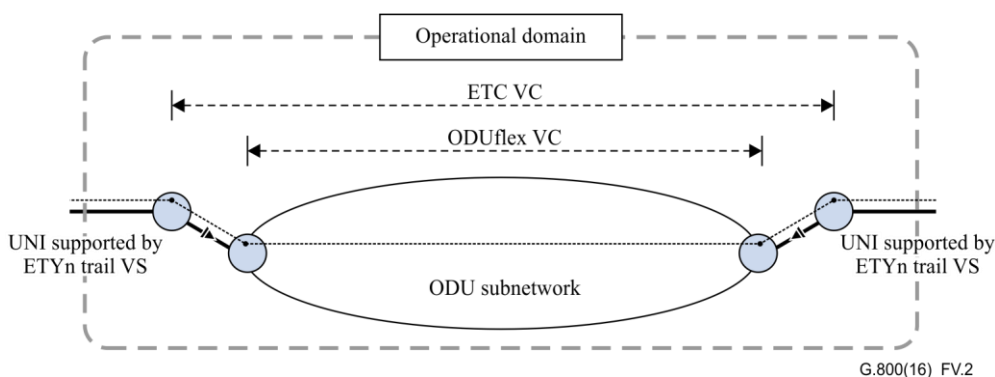 Operational domain
ETC VC
ODUflex VC
UNI supported by
ETYn trail VS
UNI supported by
ETYn trail VS
ODU subnetwork
G.800(16)_FV.2